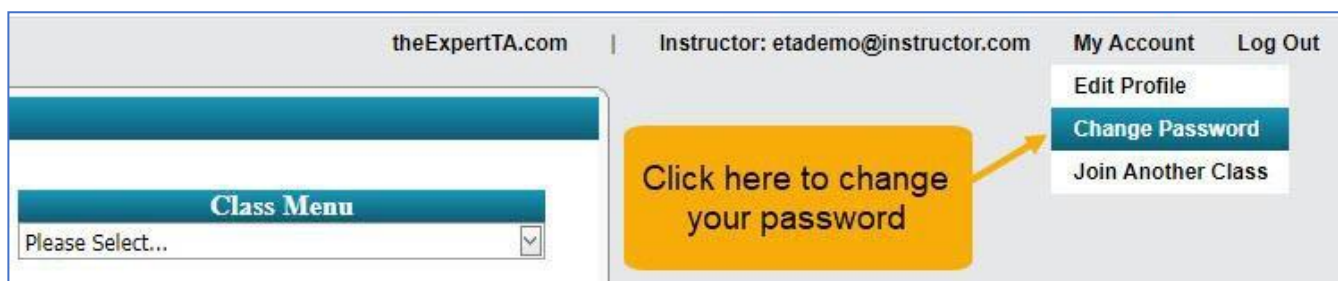 theExpertTA.com | Instructor: etademo@instructor.com My Account Log Out
Edit Profile
Change Password
Join Another Class
Click here to change
your password
Class Menu
Please Select...